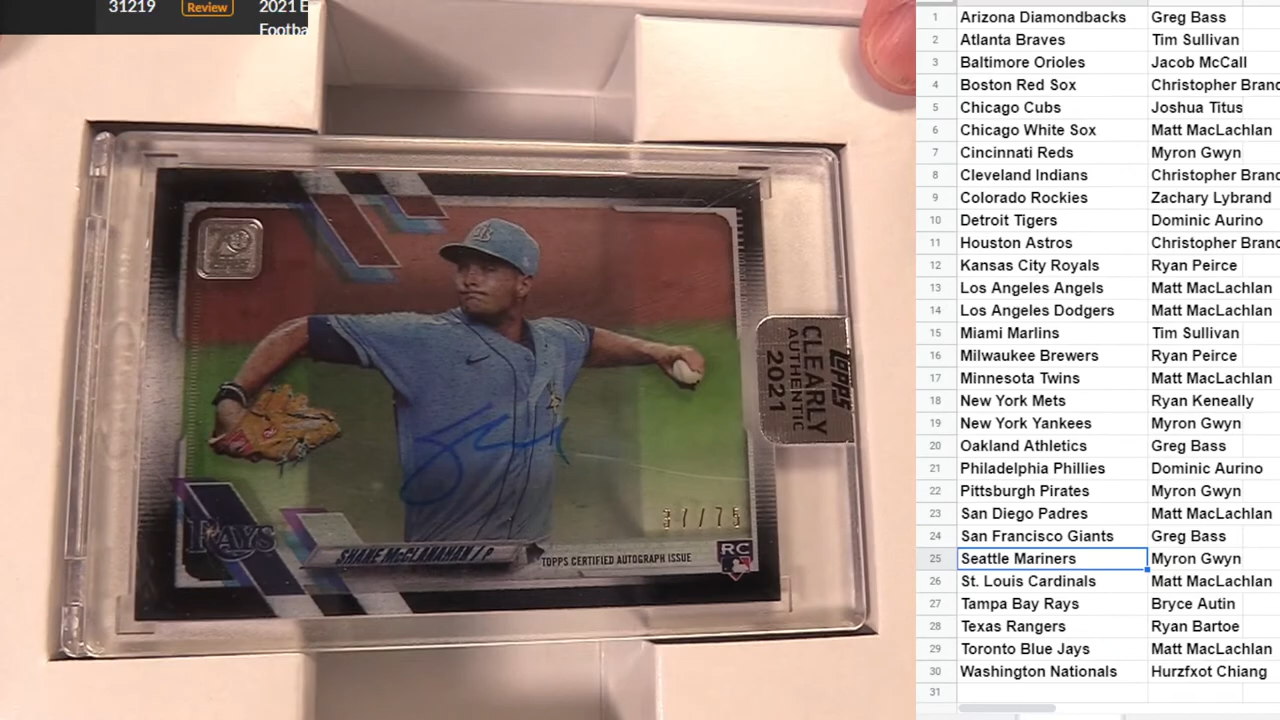 31219 Review 2021 E
Footba
70
TOPPS
RAYS
SHANE McCLANAHAN / P
TOPPS CERTIFIED AUTOGRAPH ISSUE
37/75
RC
TOPPS
CLEARLY
AUTHENTIC
2021
1 Arizona Diamondbacks Greg Bass
2 Atlanta Braves Tim Sullivan
3 Baltimore Orioles Jacob McCall
4 Boston Red Sox Christopher Branc
5 Chicago Cubs Joshua Titus
6 Chicago White Sox Matt MacLachlan
7 Cincinnati Reds Myron Gwyn
8 Cleveland Indians Christopher Branc
9 Colorado Rockies Zachary Lybrand
10 Detroit Tigers Dominic Aurino
11 Houston Astros Christopher Branc
12 Kansas City Royals Ryan Peirce
13 Los Angeles Angels Matt MacLachlan
14 Los Angeles Dodgers Matt MacLachlan
15 Miami Marlins Tim Sullivan
16 Milwaukee Brewers Ryan Peirce
17 Minnesota Twins Matt MacLachlan
18 New York Mets Ryan Keneally
19 New York Yankees Myron Gwyn
20 Oakland Athletics Greg Bass
21 Philadelphia Phillies Dominic Aurino
22 Pittsburgh Pirates Myron Gwyn
23 San Diego Padres Matt MacLachlan
24 San Francisco Giants Greg Bass
25 Seattle Mariners Myron Gwyn
26 St. Louis Cardinals Matt MacLachlan
27 Tampa Bay Rays Bryce Autin
28 Texas Rangers Ryan Bartoe
29 Toronto Blue Jays Matt MacLachlan
30 Washington Nationals Hurzfxot Chiang
31